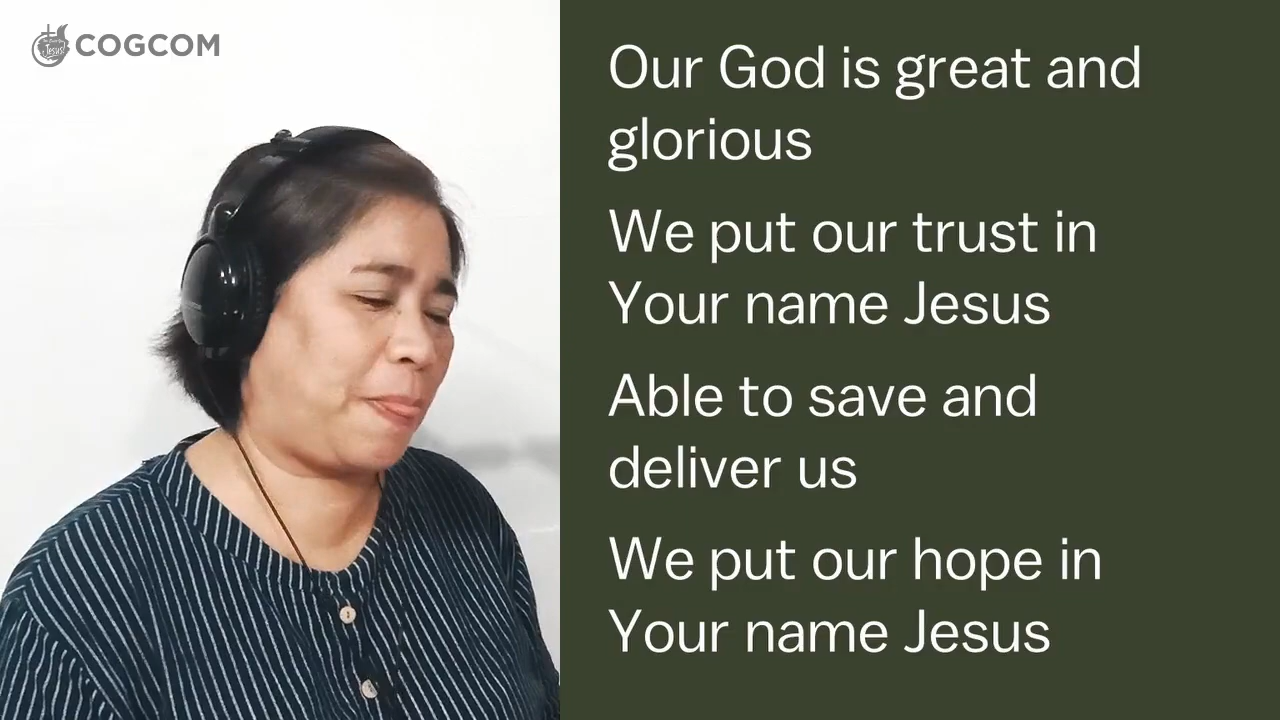 COGCOM
Our God is great and
glorious
We put our trust in
Your name Jesus
Able to save and
deliver us
We put our hope in
Your name Jesus